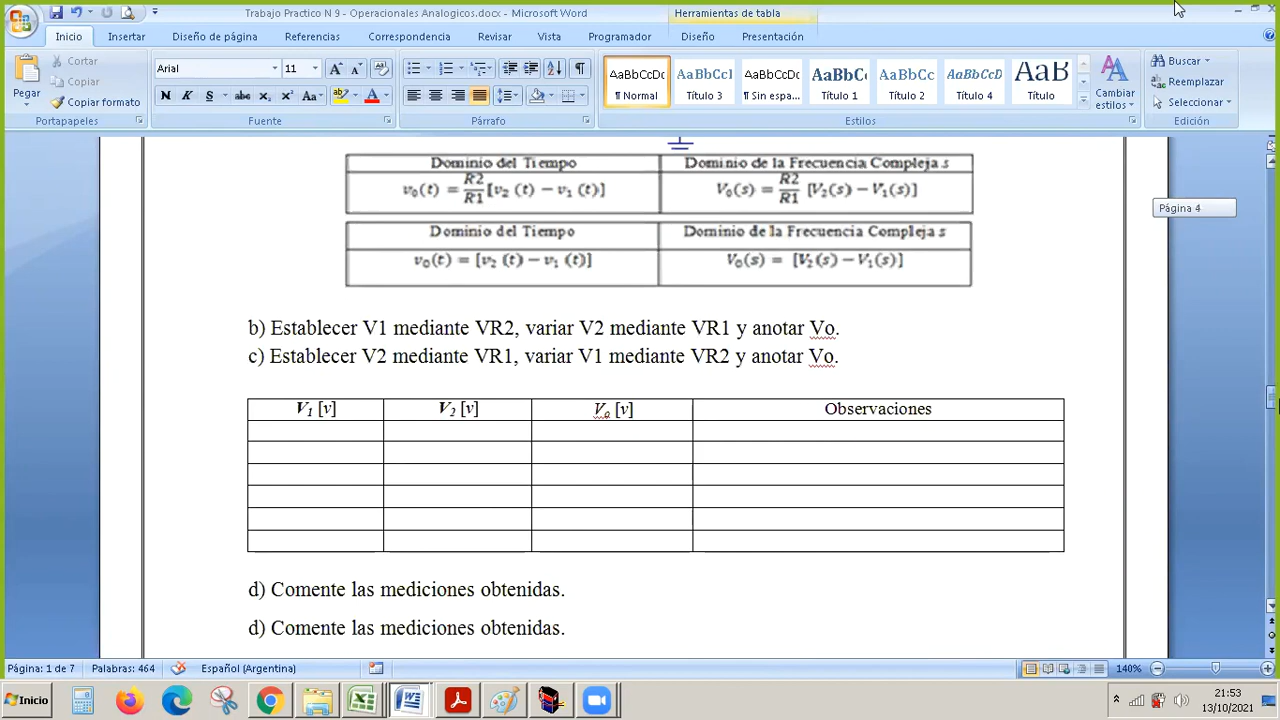 Trabajo Practico N 9 - Operacionales Analogicos.docx - Microsoft Word
Herramientas de tabla
Inicio Insertar Diseño de página Referencias Correspondencia Revisar Vista Programador Diseño Presentación
Pegar
Cortar
Copiar
Copiar formato
Portapapeles
Arial 11
N K S abc x₂ x² Aa
Fuente
Párrafo
AaBbCcDc AaBbCcI AaBbCcDc AaBbC AaBbCc AaBbCcD AaB
¶ Normal Título 3 ¶ Sin espa... Título 1 Título 2 Título 4 Título
Cambiar estilos
Estilos
Buscar
Reemplazar
Seleccionar
Edición
Dominio del Tiempo Dominio de la Frecuencia Compleja s
v₀(t) = R2/R1 [v₂ (t) − v₁ (t)] V₀(s) = R2/R1 [V₂(s) − V₁(s)]
Página 4
Dominio del Tiempo Dominio de la Frecuencia Compleja s
v₀(t) = [v₂ (t) − v₁ (t)] V₀(s) = [V₂(s) − V₁(s)]
b) Establecer V1 mediante VR2, variar V2 mediante VR1 y anotar Vo.
c) Establecer V2 mediante VR1, variar V1 mediante VR2 y anotar Vo.
V₁ [v] V₂ [v] Vₒ [v] Observaciones
d) Comente las mediciones obtenidas.
d) Comente las mediciones obtenidas.
Página: 1 de 7 Palabras: 464 Español (Argentina) 140%
Inicio 21:53
13/10/2021